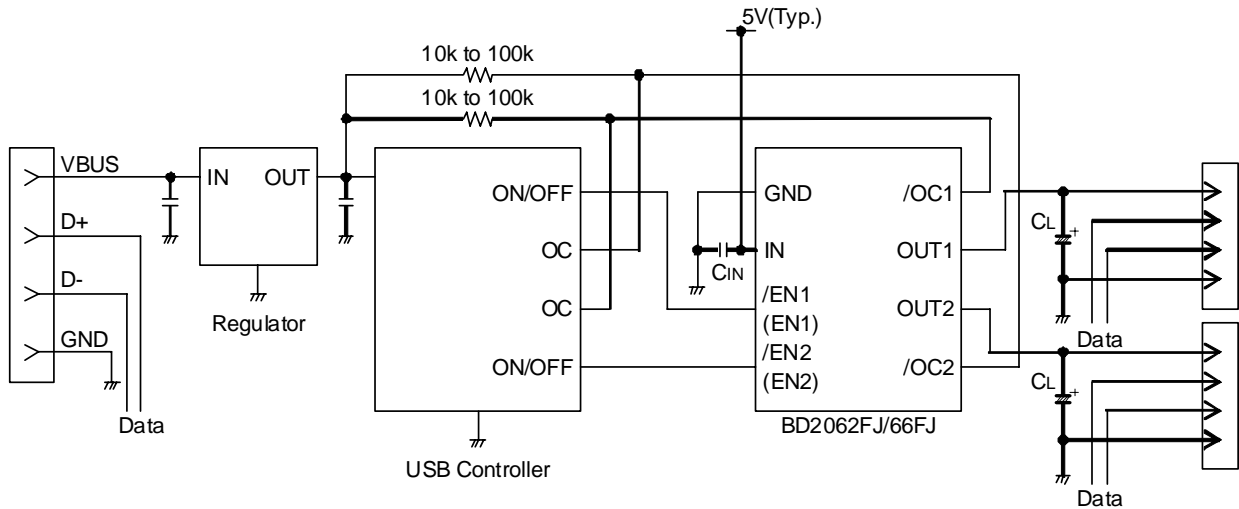 5V(Typ.)
10k to 100k
10k to 100k
VBUS
D+
D-
GND
Data
IN
OUT
Regulator
ON/OFF
OC
OC
ON/OFF
USB Controller
CIN
GND
IN
/EN1
(EN1)
/EN2
(EN2)
/OC1
OUT1
OUT2
/OC2
BD2062FJ/66FJ
CL
+
Data
CL
+
Data